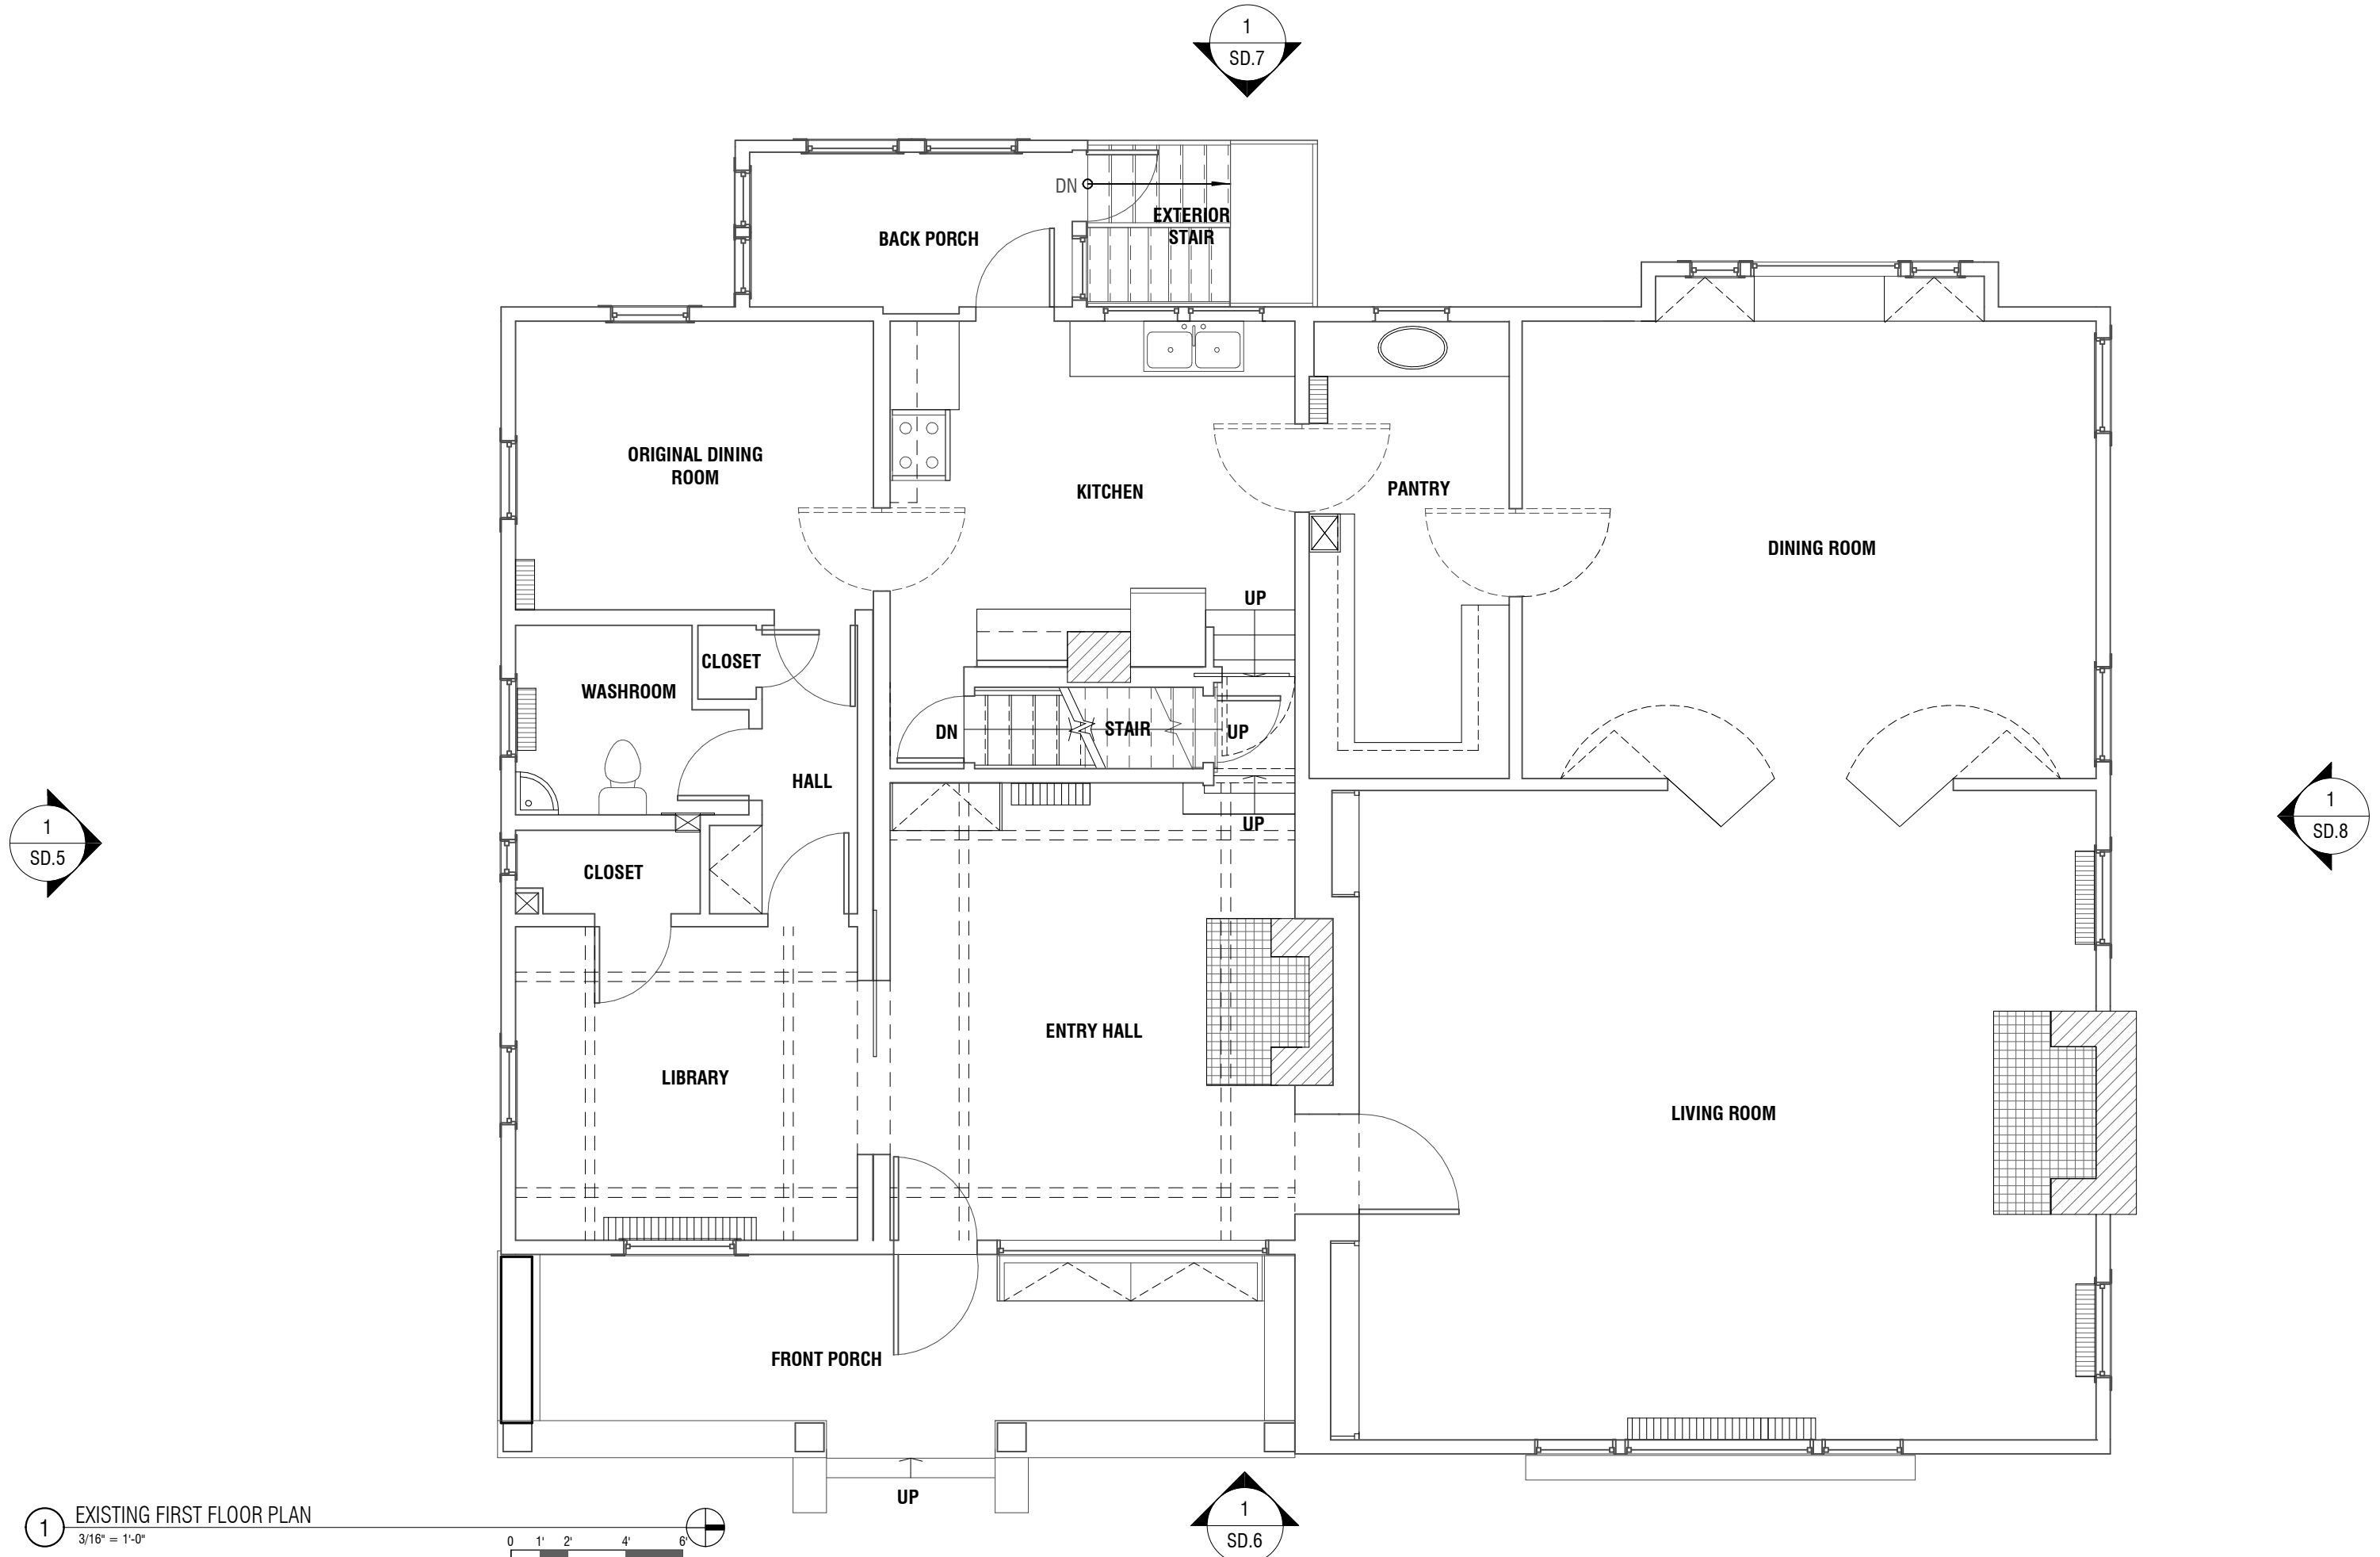 1
SD.7
DN
EXTERIOR
STAIR
BACK PORCH
ORIGINAL DINING
ROOM
KITCHEN
PANTRY
DINING ROOM
UP
CLOSET
WASHROOM
DN
STAIR
UP
HALL
UP
1
SD.5
1
SD.8
CLOSET
ENTRY HALL
LIBRARY
LIVING ROOM
FRONT PORCH
UP
1
SD.6
1
EXISTING FIRST FLOOR PLAN
3/16" = 1'-0"
0 1' 2' 4' 6'